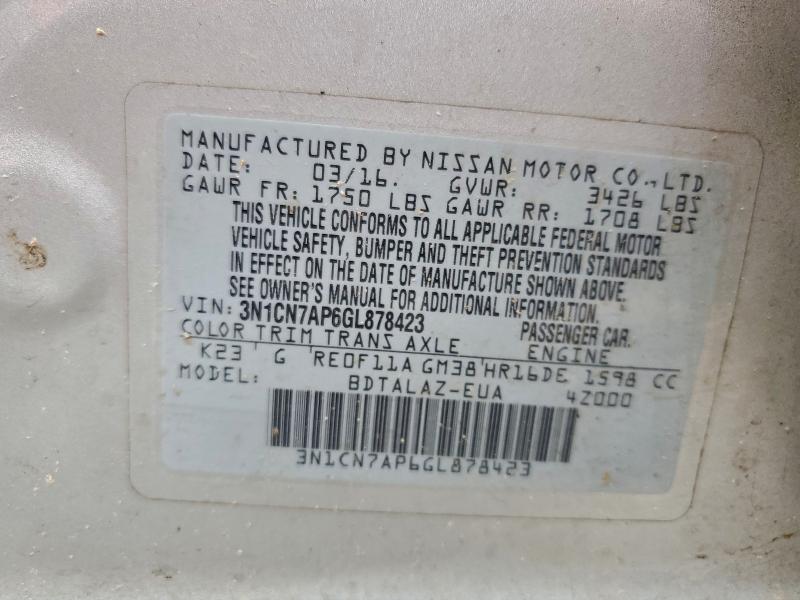 MANUFACTURED BY NISSAN MOTOR CO., LTD.
DATE: 03/16. GVWR: 3426 LBS
GAWR FR: 1750 LBS GAWR RR: 1708 LBS
THIS VEHICLE CONFORMS TO ALL APPLICABLE FEDERAL MOTOR
VEHICLE SAFETY, BUMPER AND THEFT PREVENTION STANDARDS
IN EFFECT ON THE DATE OF MANUFACTURE SHOWN ABOVE.
SEE OWNER'S MANUAL FOR ADDITIONAL INFORMATION.
VIN: 3N1CN7AP6GL878423 PASSENGER CAR.
COLOR TRIM TRANS AXLE ENGINE
K23 G RE0F11A GM38 HR16DE 1598 CC
MODEL: BDTALAZ-EUA 4Z000
3N1CN7AP6GL878423